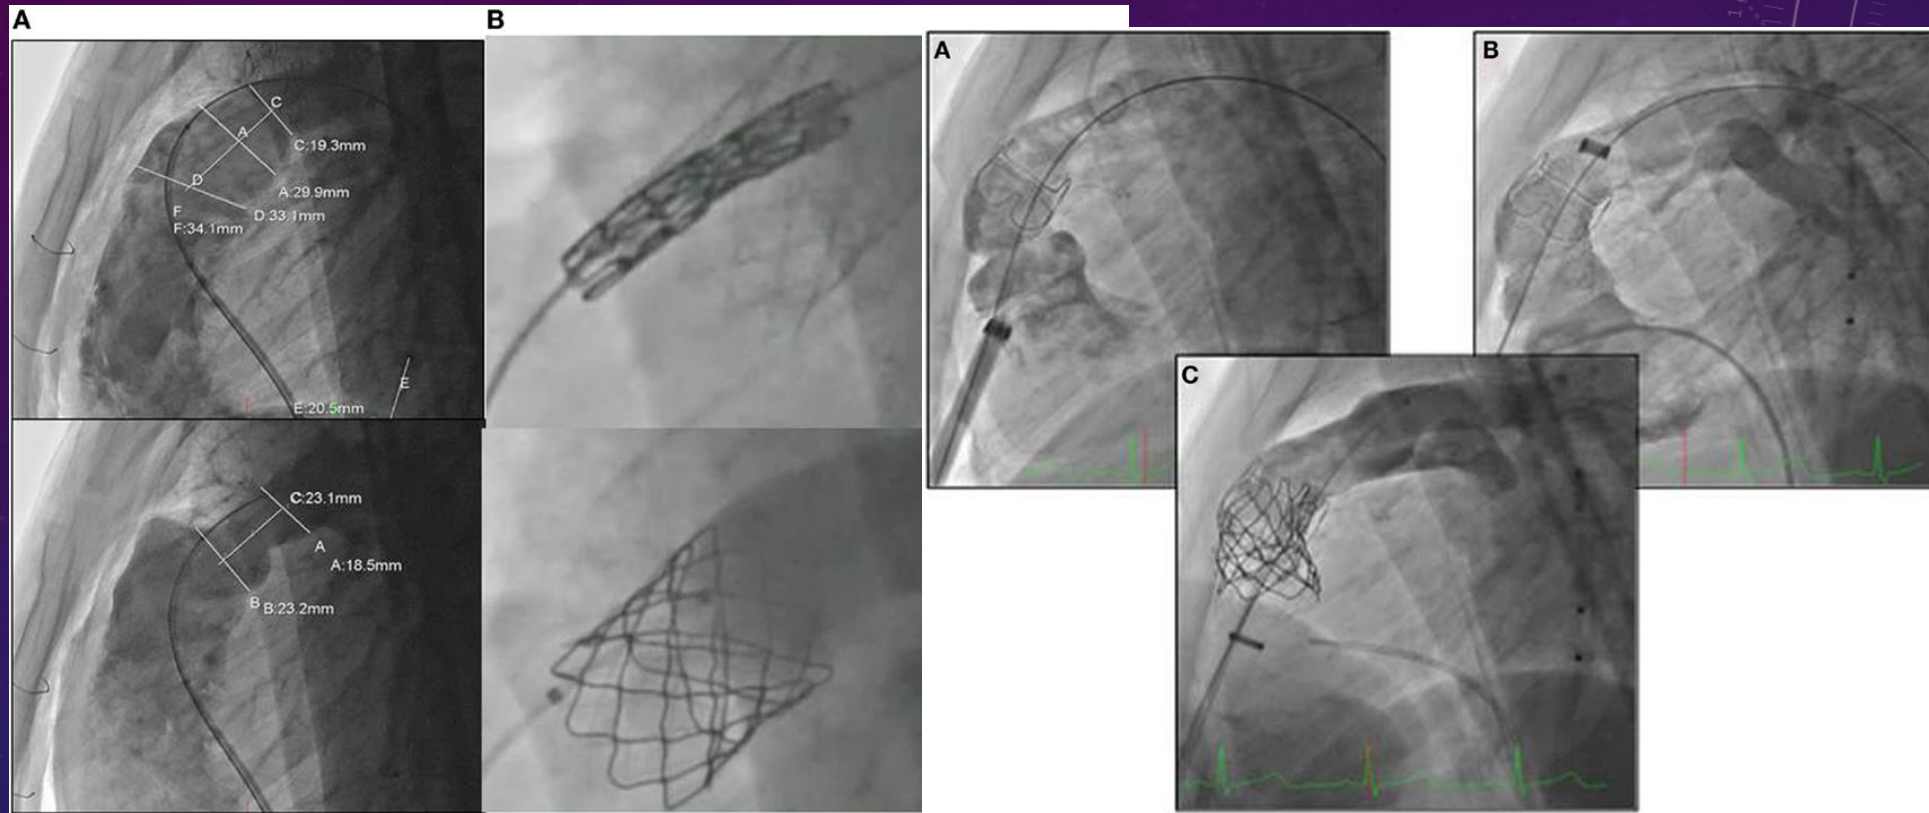 A
B
C
A
C:19.3mm
D
A:29.9mm
D:33.1mm
F
F:34.1mm
E
E:20.5mm
C:23.1mm
A
A:18.5mm
B
B:23.2mm
A
B
C